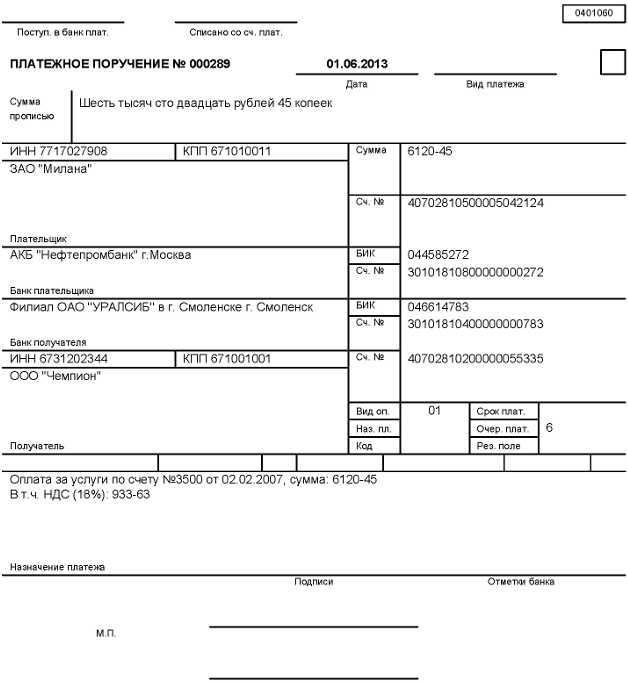 0401060
Поступ. в банк плат.
Списано со сч. плат.
ПЛАТЕЖНОЕ ПОРУЧЕНИЕ № 000289
01.06.2013
Дата
Вид платежа
Сумма прописью
Шесть тысяч сто двадцать рублей 45 копеек
ИНН 7717027908
КПП 671010011
Сумма
6120-45
ЗАО "Милана"
Сч. №
40702810500005042124
Плательщик
АКБ "Нефтепромбанк" г.Москва
БИК
044585272
Сч. №
30101810800000000272
Банк плательщика
Филиал ОАО "УРАЛСИБ" в г. Смоленске г. Смоленск
БИК
046614783
Сч. №
30101810400000000783
Банк получателя
ИНН 6731202344
КПП 671001001
Сч. №
40702810200000055335
ООО "Чемпион"
Вид оп.
01
Срок плат.
Наз. пл.
Очер. плат.
6
Получатель
Код
Рез. поле
Оплата за услуги по счету №3500 от 02.02.2007, сумма: 6120-45
В т.ч. НДС (18%): 933-63
Назначение платежа
Подписи
Отметки банка
М.П.